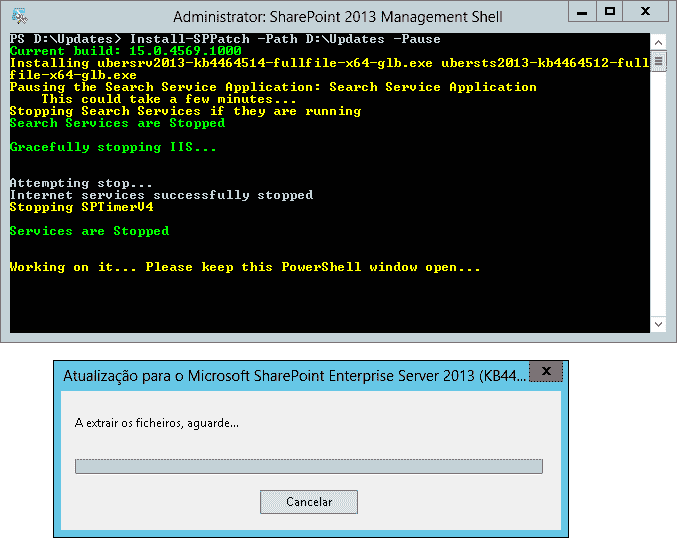 Administrator: SharePoint 2013 Management Shell
PS D:\Updates> Install-SPPatch -Path D:\Updates -Pause
Current build: 15.0.4569.1000
Installing ubersrv2013-kb4464514-fullfile-x64-glb.exe ubersts2013-kb4464512-full
file-x64-glb.exe
Pausing the Search Service Application: Search Service Application
This could take a few minutes...
Stopping Search Services if they are running
Search Services are Stopped
Gracefully stopping IIS...
Attempting stop...
Internet services successfully stopped
Stopping SPTimerV4
Services are Stopped
Working on it... Please keep this PowerShell window open...
Atualização para o Microsoft SharePoint Enterprise Server 2013 (KB44...
A extrair os ficheiros, aguarde...
Cancelar